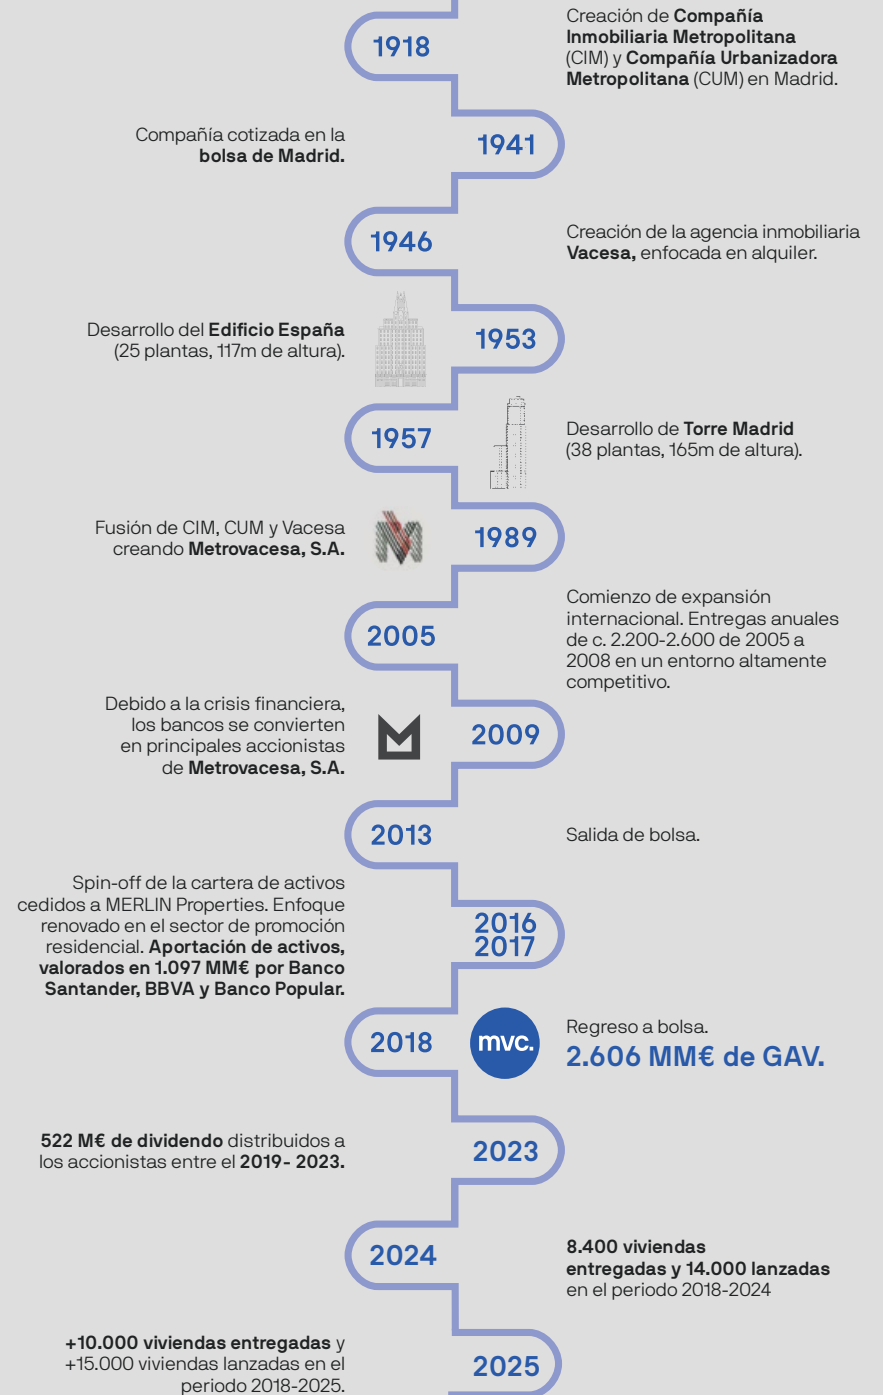 1918
Creación de Compañía
Inmobiliaria Metropolitana
(CIM) y Compañía Urbanizadora
Metropolitana (CUM) en Madrid.
Compañía cotizada en la
bolsa de Madrid.
1941
1946
Creación de la agencia inmobiliaria
Vacesa, enfocada en alquiler.
Desarrollo del Edificio España
(25 plantas, 117m de altura).
1953
1957
Desarrollo de Torre Madrid
(38 plantas, 165m de altura).
Fusión de CIM, CUM y Vacesa
creando Metrovacesa, S.A.
1989
2005
Comienzo de expansión
internacional. Entregas anuales
de c. 2.200-2.600 de 2005 a
2008 en un entorno altamente
competitivo.
Debido a la crisis financiera,
los bancos se convierten
en principales accionistas
de Metrovacesa, S.A.
2009
2013
Salida de bolsa.
Spin-off de la cartera de activos
cedidos a MERLIN Properties. Enfoque
renovado en el sector de promoción
residencial. Aportación de activos,
valorados en 1.097 MM€ por Banco
Santander, BBVA y Banco Popular.
2016
2017
2018
mvc.
Regreso a bolsa.
2.606 MM€ de GAV.
522 M€ de dividendo distribuidos a
los accionistas entre el 2019- 2023.
2023
2024
8.400 viviendas
entregadas y 14.000 lanzadas
en el periodo 2018-2024
+10.000 viviendas entregadas y
+15.000 viviendas lanzadas en el
periodo 2018-2025.
2025